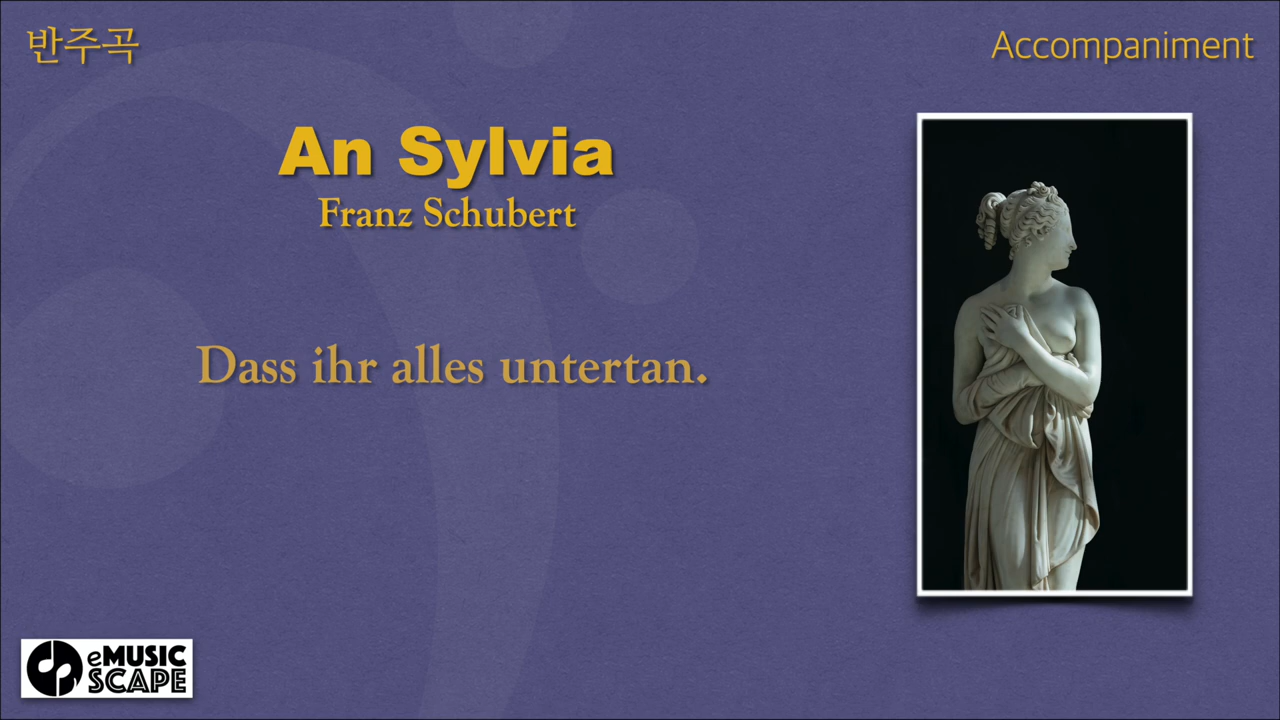 반주곡
Accompaniment
An Sylvia
Franz Schubert
Dass ihr alles untertan.
eMUSIC
SCAPE